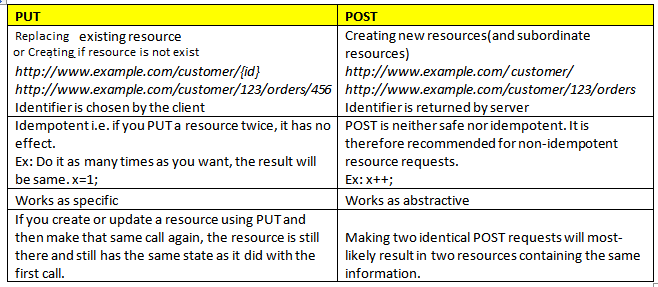 PUT
Replacing existing resource
or Creating if resource is not exist
http://www.example.com/customer/{id}
http://www.example.com/customer/123/orders/456
Identifier is chosen by the client
POST
Creating new resources(and subordinate
resources)
http://www.example.com/ customer/
http://www.example.com/customer/123/orders
Identifier is returned by server
Idempotent i.e. if you PUT a resource twice, it has no
effect.
Ex: Do it as many times as you want, the result will
be same. x=1;
POST is neither safe nor idempotent. It is
therefore recommended for non-idempotent
resource requests.
Ex: x++;
Works as specific
Works as abstractive
If you create or update a resource using PUT and
then make that same call again, the resource is still
there and still has the same state as it did with the
first call.
Making two identical POST requests will most-
likely result in two resources containing the same
information.